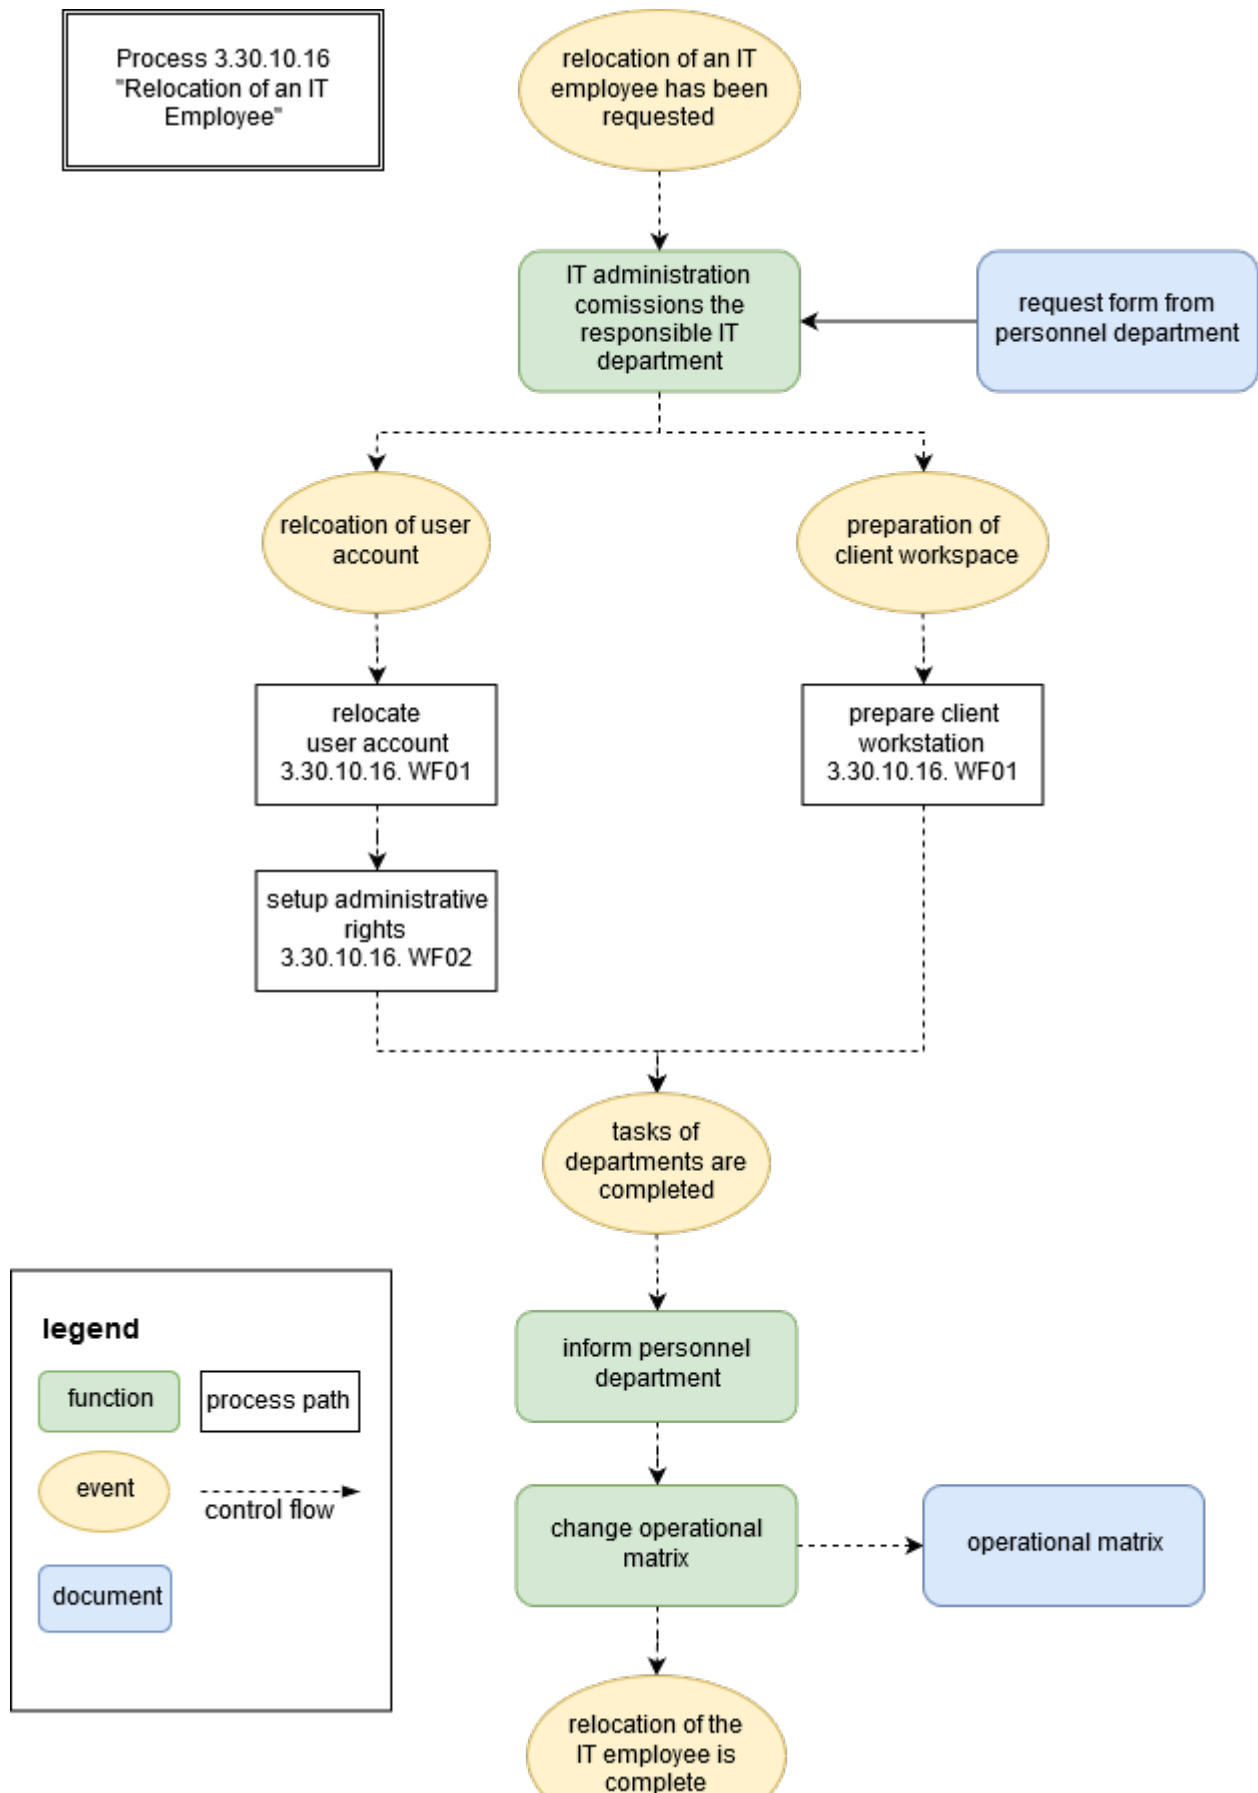 Process 3.30.10.16
"Relocation of an IT
Employee"
relocation of an IT
employee has been
requested
IT administration
comissions the
responsible IT
department
request form from
personnel department
relcoation of user
account
preparation of
client workspace
relocate
user account
3.30.10.16. WF01
prepare client
workstation
3.30.10.16. WF01
setup administrative
rights
3.30.10.16. WF02
tasks of
departments are
completed
inform personnel
department
change operational
matrix
operational matrix
relocation of the
IT employee is
complete
legend
function
process path
event
control flow
document